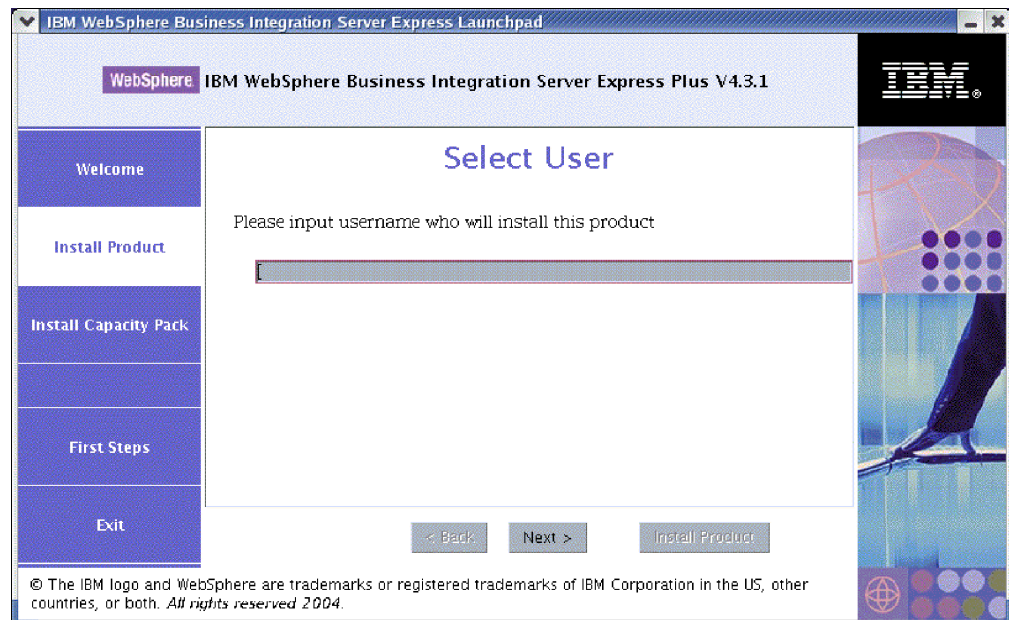 IBM WebSphere Business Integration Server Express Launchpad
WebSphere. IBM WebSphere Business Integration Server Express Plus V4.3.1
IBM®
Welcome
Install Product
Install Capacity Pack
First Steps
Exit
Select User
Please input username who will install this product
[
< Back
Next >
Install Product
© The IBM logo and WebSphere are trademarks or registered trademarks of IBM Corporation in the US, other
countries, or both. All rights reserved 2004.